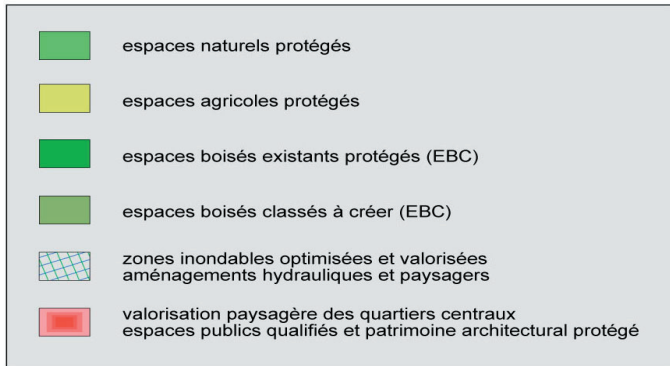 espaces naturels protégés
espaces agricoles protégés
espaces boisés existants protégés (EBC)
espaces boisés classés à créer (EBC)
zones inondables optimisées et valorisées
aménagements hydrauliques et paysagers
valorisation paysagère des quartiers centraux
espaces publics qualifiés et patrimoine architectural protégé